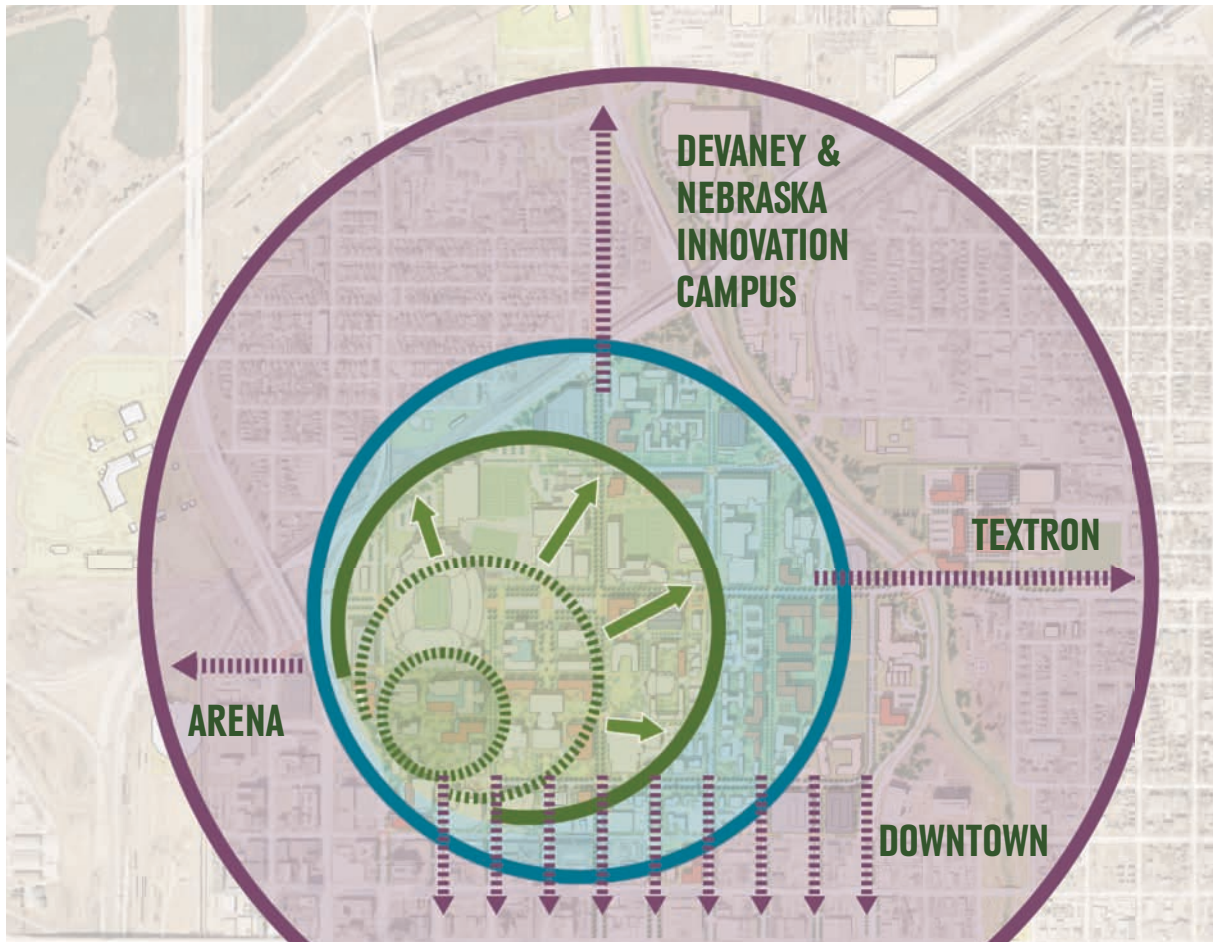 DEVANEY &
NEBRASKA
INNOVATION
CAMPUS
TEXTRON
ARENA
DOWNTOWN